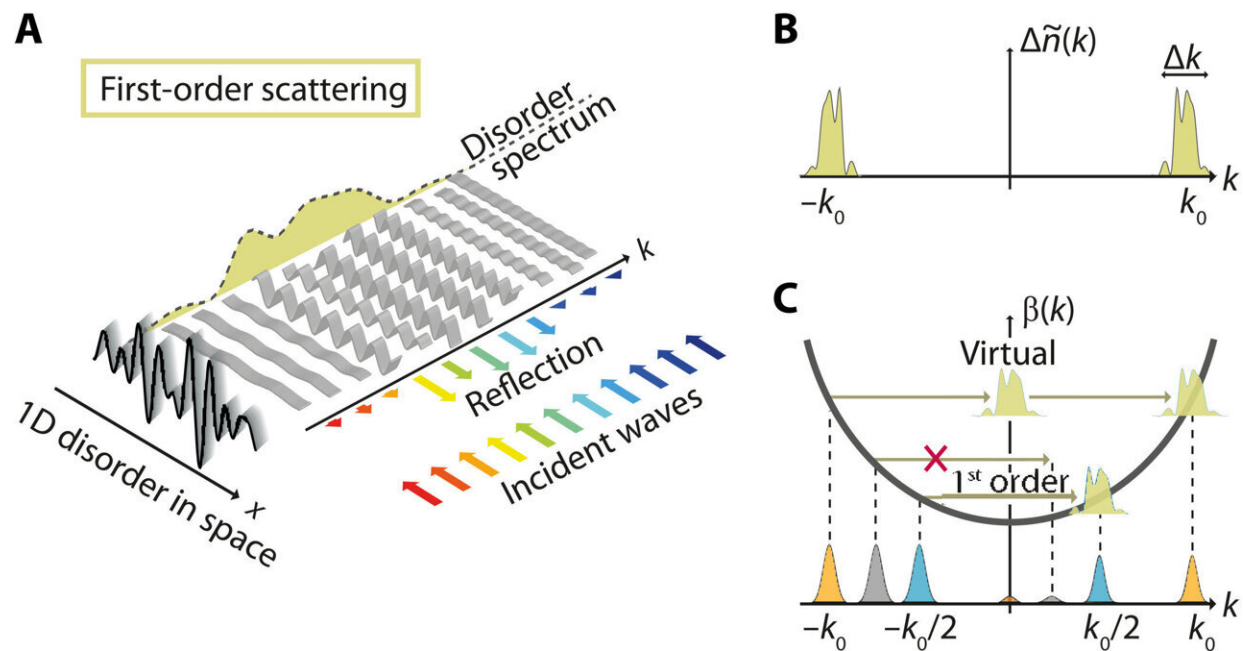 A
First-order scattering
Disorder
spectrum
k
Reflection
Incident waves
x
1D disorder in space
B
Δñ(k)
Δk
k
−k₀
k₀
C
β(k)
Virtual
1ˢᵗ order
k
−k₀
−k₀/2
k₀/2
k₀